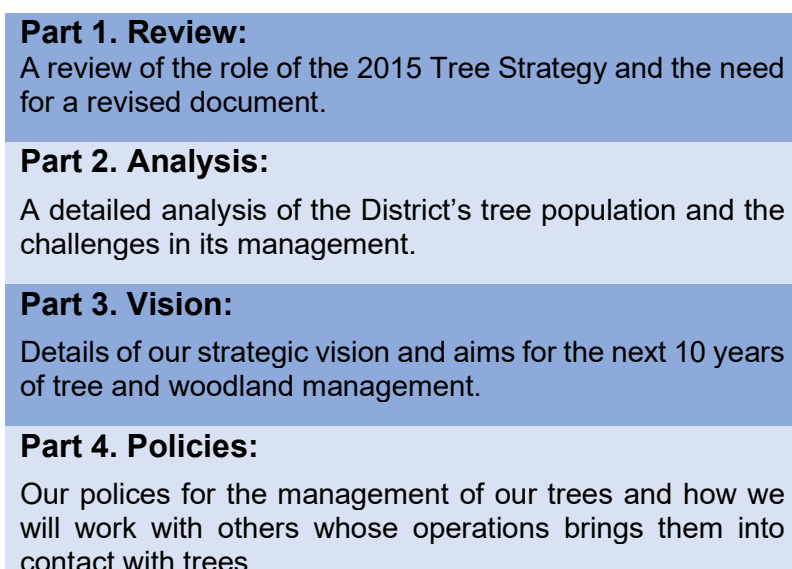 Part 1. Review:
A review of the role of the 2015 Tree Strategy and the need
for a revised document.
Part 2. Analysis:
A detailed analysis of the District's tree population and the
challenges in its management.
Part 3. Vision:
Details of our strategic vision and aims for the next 10 years
of tree and woodland management.
Part 4. Policies:
Our polices for the management of our trees and how we
will work with others whose operations brings them into
contact with trees